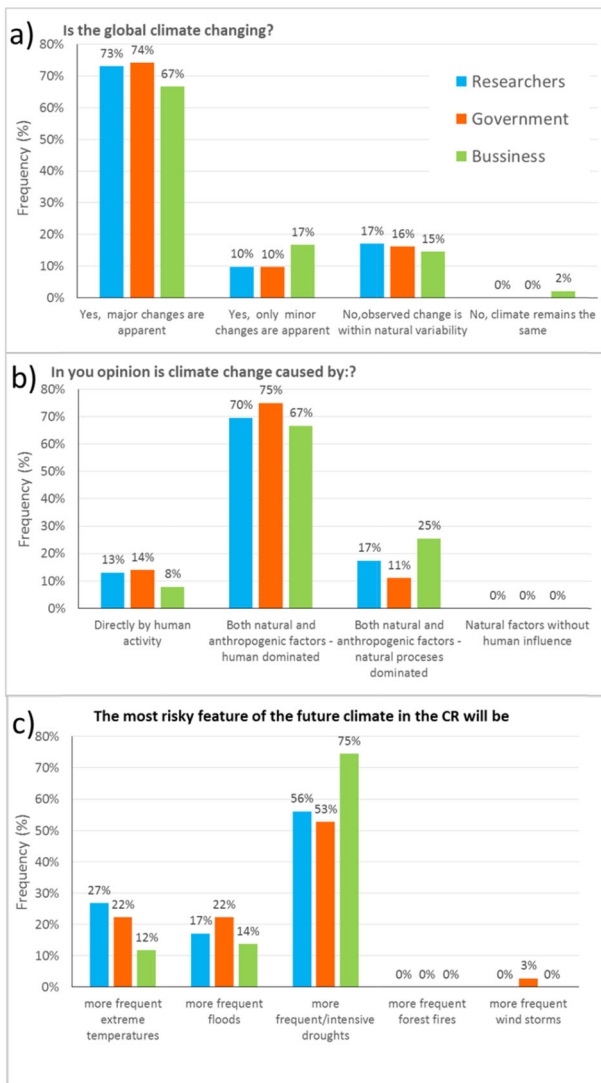 a)
Is the global climate changing?
80%
70%
60%
50%
40%
30%
20%
10%
0%
Frequency (%)
73%
74%
67%
10%
10%
17%
17%
16%
15%
0%
0%
2%
Researchers
Government
Bussiness
Yes, major changes are
apparent
Yes, only minor
changes are apparent
No,observed change is
within natural variability
No, climate remains the
same
b)
In you opinion is climate change caused by:?
80%
70%
60%
50%
40%
30%
20%
10%
0%
Frequency (%)
13%
14%
8%
70%
75%
67%
17%
11%
25%
0%
0%
0%
Directly by human
activity
Both natural and
anthropogenic factors -
human dominated
Both natural and
anthropogenic factors -
natural proceses
dominated
Natural factors without
human influence
c)
The most risky feature of the future climate in the CR will be
80%
70%
60%
50%
40%
30%
20%
10%
0%
Frequency (%)
27%
22%
12%
17%
22%
14%
56%
53%
75%
0%
0%
0%
0%
3%
0%
more frequent
extreme
temperatures
more frequent
floods
more
frequent/intensive
droughts
more frequent
forest fires
more frequent
wind storms